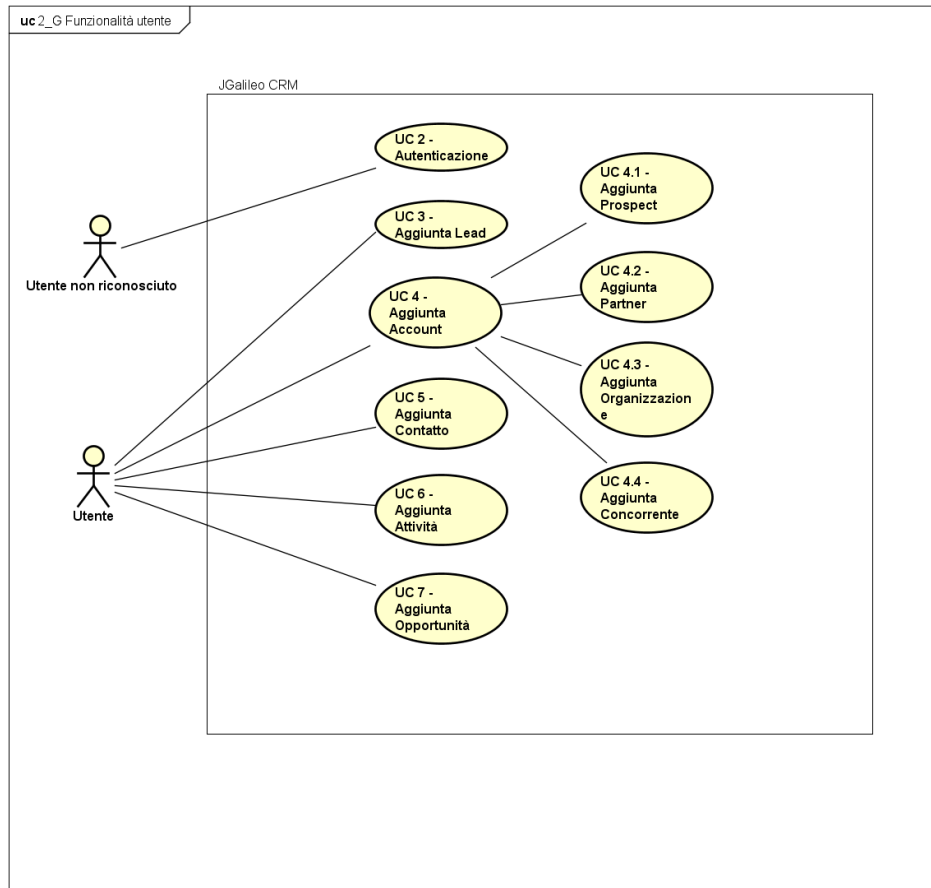 uc 2_G Funzionalità utente
JGalileo CRM
UC 2 -
Autenticazione
UC 3 -
Aggiunta Lead
UC 4 -
Aggiunta
Account
UC 5 -
Aggiunta
Contatto
UC 6 -
Aggiunta
Attività
UC 7 -
Aggiunta
Opportunità
UC 4.1 -
Aggiunta
Prospect
UC 4.2 -
Aggiunta
Partner
UC 4.3 -
Aggiunta
Organizzazion
e
UC 4.4 -
Aggiunta
Concorrente
Utente non riconosciuto
Utente